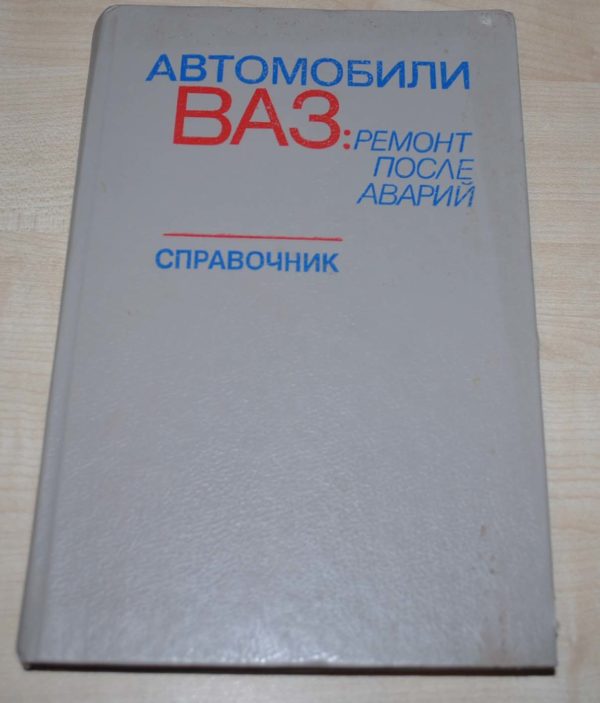 АВТОМОБИЛИ
ВАЗ: РЕМОНТ
ПОСЛЕ
АВАРИЙ
СПРАВОЧНИК